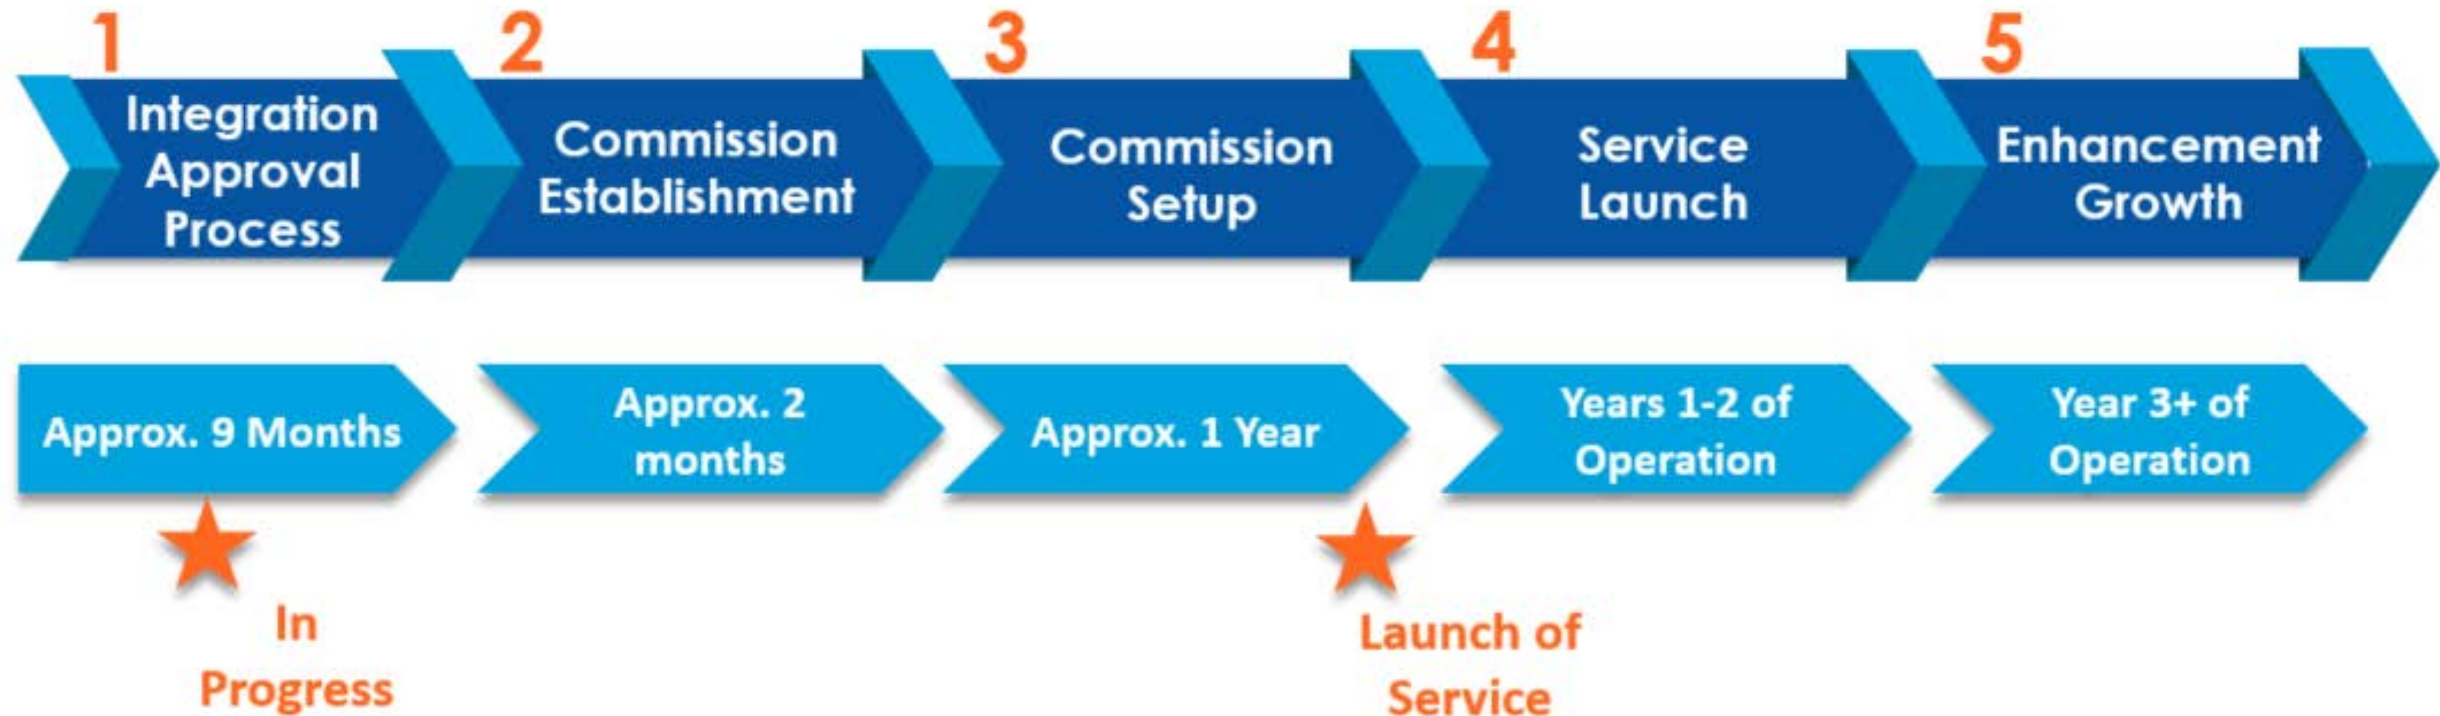 1
Integration
Approval
Process
2
Commission
Establishment
3
Commission
Setup
4
Service
Launch
5
Enhancement
Growth
Approx. 9 Months
Approx. 2
months
Approx. 1 Year
Years 1-2 of
Operation
Year 3+ of
Operation
In
Progress
Launch of
Service